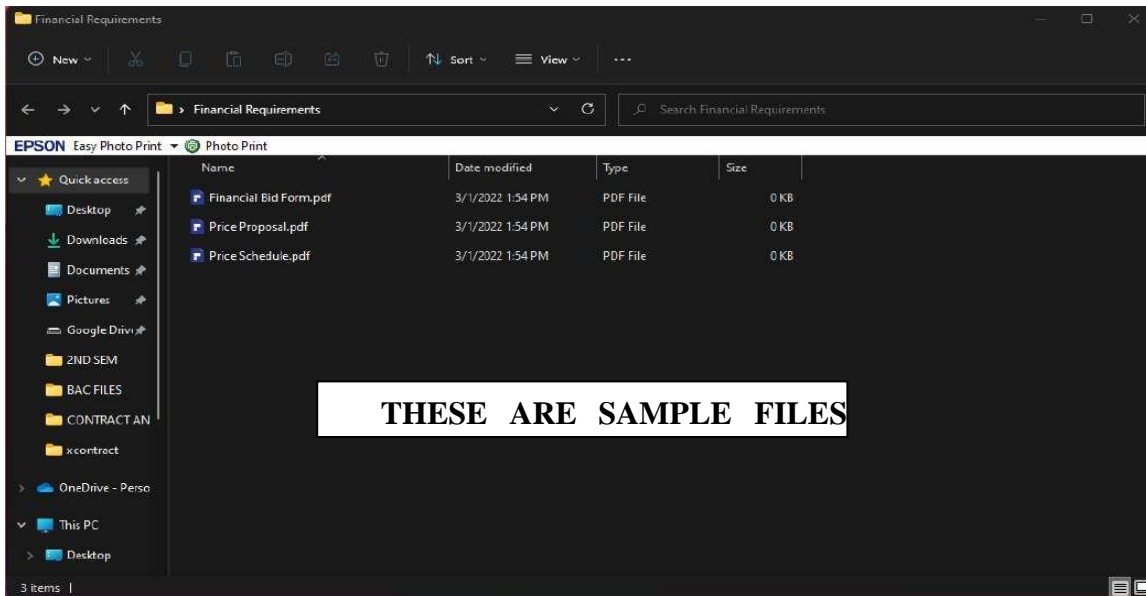 Financial Requirements
New
Sort
View
...
Financial Requirements
Search Financial Requirements
EPSON Easy Photo Print Photo Print
Name Date modified Type Size
Quick access
Financial Bid Form.pdf 3/1/2022 1:54 PM PDF File 0 KB
Desktop
Price Proposal.pdf 3/1/2022 1:54 PM PDF File 0 KB
Downloads
Price Schedule.pdf 3/1/2022 1:54 PM PDF File 0 KB
Documents
Pictures
Google Driv
2ND SEM
BAC FILES
THESE ARE SAMPLE FILES
CONTRACT AN
xcontract
OneDrive - Perso
This PC
Desktop
3 items